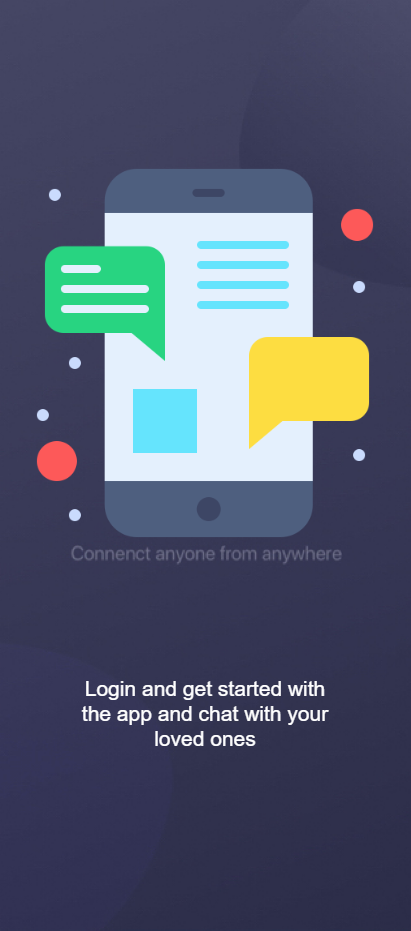 Connenct anyone from anywhere
Login and get started with
the app and chat with your
loved ones